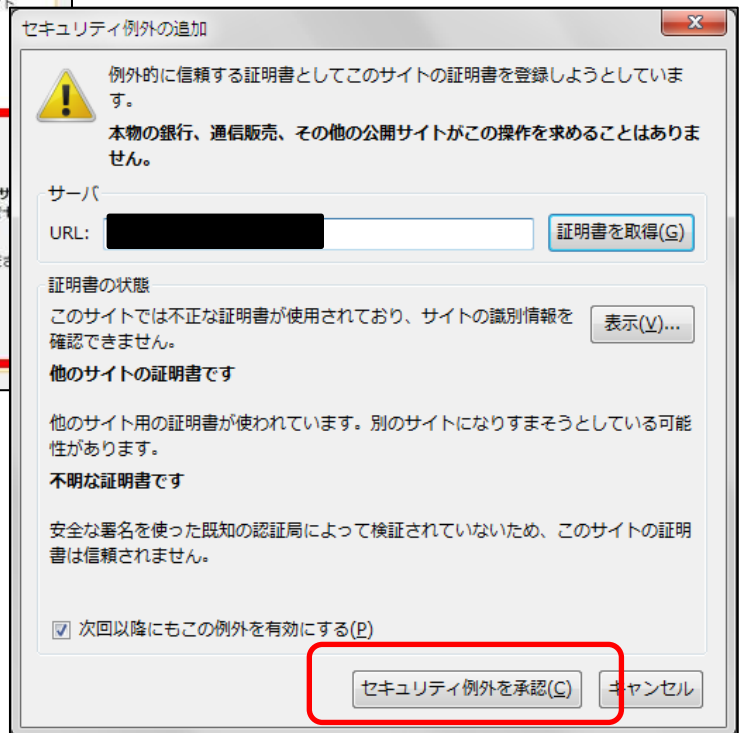 セキュリティ例外の追加
例外的に信頼する証明書としてこのサイトの証明書を登録しようとしていま
す。
本物の銀行、通信販売、その他の公開サイトがこの操作を求めることはありま
せん。
サーバ
URL:
証明書を取得(G)
証明書の状態
このサイトでは不正な証明書が使用されており、サイトの識別情報を
確認できません。
表示(V)...
他のサイトの証明書です
他のサイト用の証明書が使われています。別のサイトになりすまそうとしている可能
性があります。
不明な証明書です
安全な署名を使った既知の認証局によって検証されていないため、このサイトの証明
書は信頼されません。
次回以降にもこの例外を有効にする(P)
セキュリティ例外を承認(C)
キャンセル